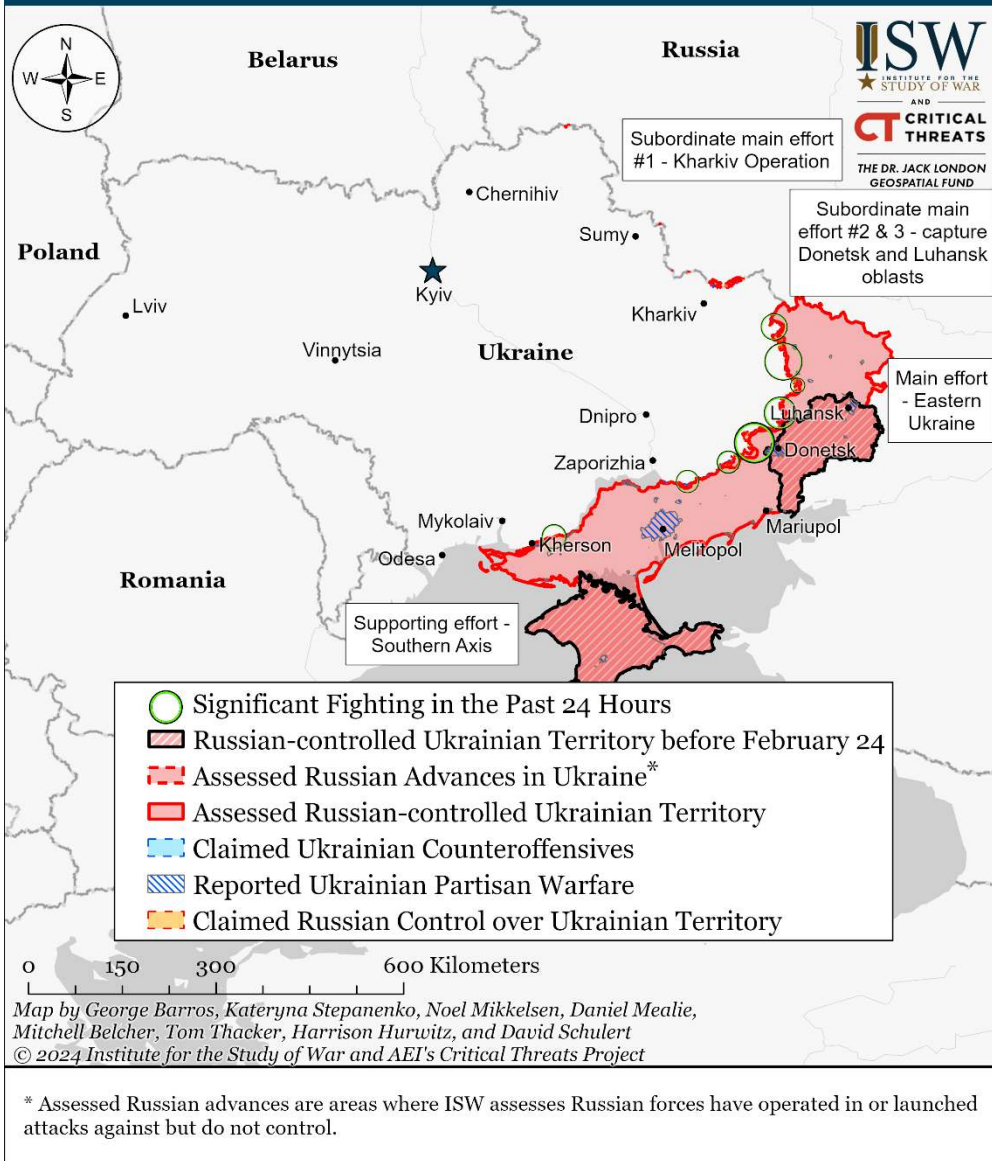 N
W
E
S
Belarus
Russia
ISW
INSTITUTE FOR THE
STUDY OF WAR
AND
CT CRITICAL
THREATS
THE DR. JACK LONDON
GEOSPATIAL FUND
Subordinate main effort
#1 - Kharkiv Operation
Subordinate main
effort #2 & 3 - capture
Donetsk and Luhansk
oblasts
Chernihiv
Sumy
Poland
Kyiv
Lviv
Kharkiv
Vinnytsia
Ukraine
Main effort
- Eastern
Ukraine
Dnipro
Luhansk
Donetsk
Zaporizhia
Mariupol
Mykolaiv
Kherson
Melitopol
Odesa
Romania
Supporting effort -
Southern Axis
Significant Fighting in the Past 24 Hours
Russian-controlled Ukrainian Territory before February 24
Assessed Russian Advances in Ukraine*
Assessed Russian-controlled Ukrainian Territory
Claimed Ukrainian Counteroffensives
Reported Ukrainian Partisan Warfare
Claimed Russian Control over Ukrainian Territory
0 150 300 600 Kilometers
Map by George Barros, Kateryna Stepanenko, Noel Mikkelsen, Daniel Mealie,
Mitchell Belcher, Tom Thacker, Harrison Hurwitz, and David Schulert
© 2024 Institute for the Study of War and AEI's Critical Threats Project
* Assessed Russian advances are areas where ISW assesses Russian forces have operated in or launched
attacks against but do not control.